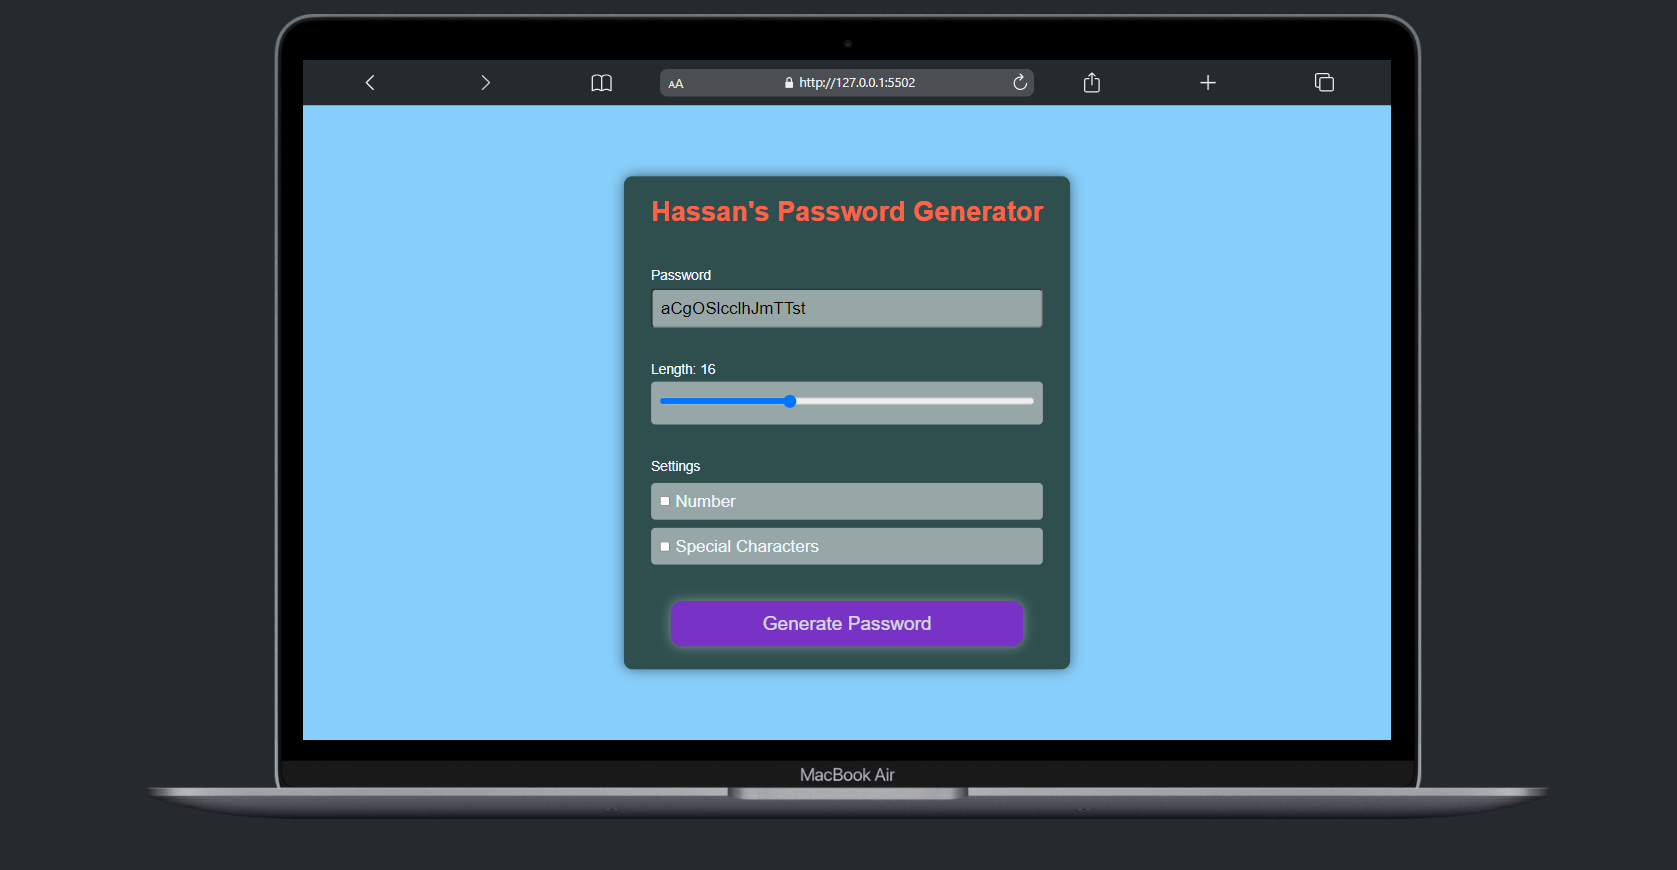 AA
http://127.0.0.1:5502
Hassan's Password Generator
Password
aCgOSlcclhJmTTst
Length: 16
Settings
Number
Special Characters
Generate Password
MacBook Air